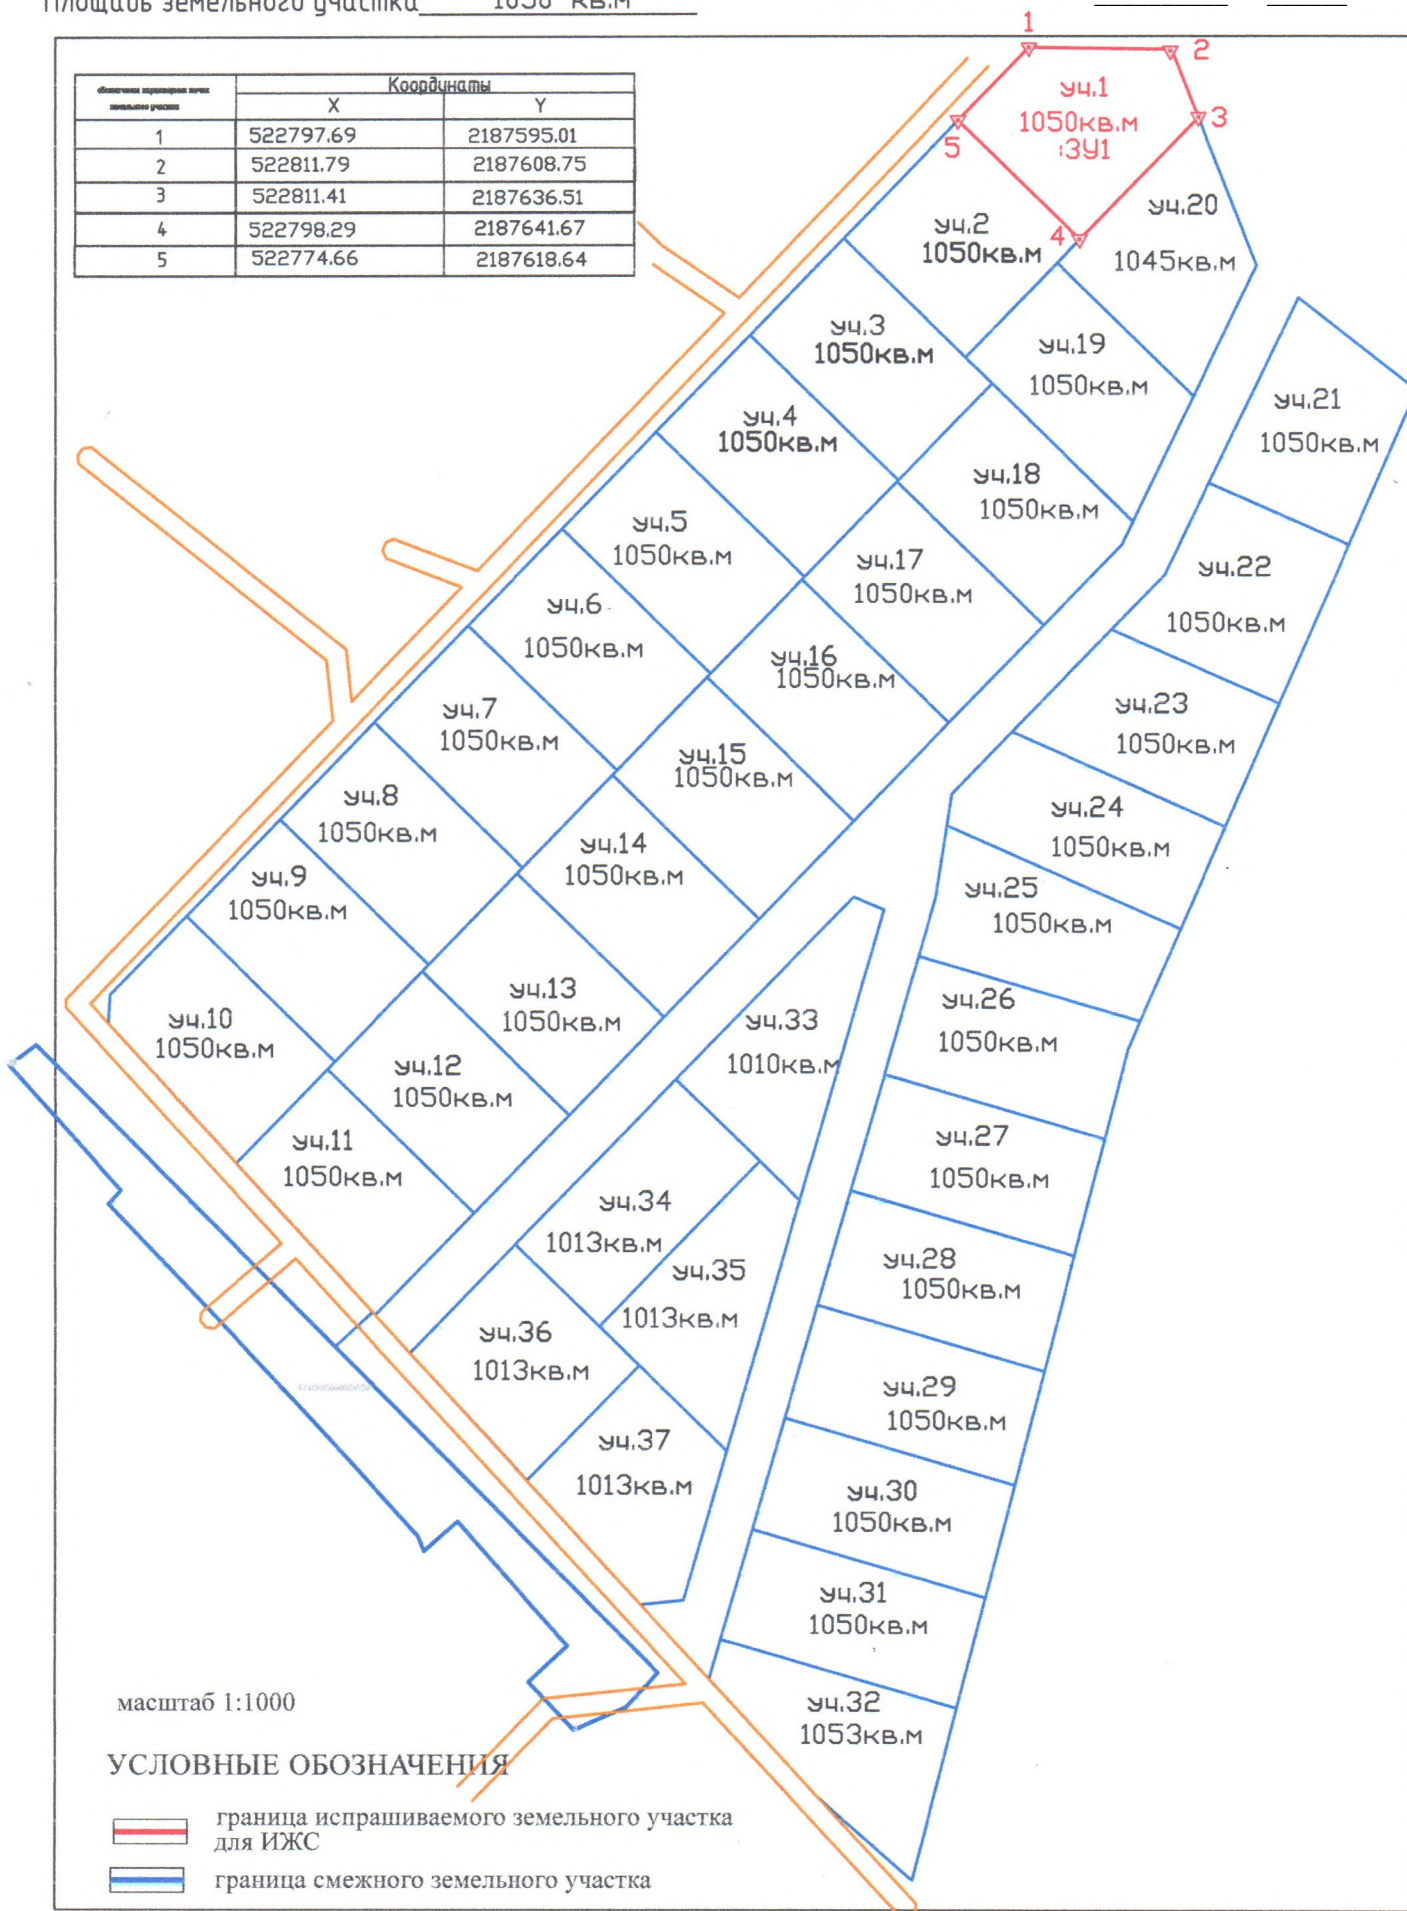 Площадь земельного участка 1050 кв.м
Координаты
X Y
1 522797.69 2187595.01
2 522811.79 2187608.75
3 522811.41 2187636.51
4 522798.29 2187641.67
5 522774.66 2187618.64
1
2
3
4
5
уч.1
1050кв.м
:ЗУ1
уч.20
1045кв.м
уч.2
1050кв.м
уч.3
1050кв.м
уч.19
1050кв.м
уч.21
1050кв.м
уч.4
1050кв.м
уч.18
1050кв.м
уч.5
1050кв.м
уч.17
1050кв.м
уч.22
1050кв.м
уч.6
1050кв.м
уч.16
1050кв.м
уч.23
1050кв.м
уч.7
1050кв.м
уч.15
1050кв.м
уч.24
1050кв.м
уч.8
1050кв.м
уч.14
1050кв.м
уч.25
1050кв.м
уч.9
1050кв.м
уч.13
1050кв.м
уч.26
1050кв.м
уч.10
1050кв.м
уч.33
1010кв.м
уч.12
1050кв.м
уч.27
1050кв.м
уч.11
1050кв.м
уч.34
1013кв.м
уч.28
1050кв.м
уч.35
1013кв.м
уч.36
1013кв.м
уч.29
1050кв.м
уч.37
1013кв.м
уч.30
1050кв.м
уч.31
1050кв.м
уч.32
1053кв.м
масштаб 1:1000
УСЛОВНЫЕ ОБОЗНАЧЕНИЯ
граница испрашиваемого земельного участка
для ИЖС
граница смежного земельного участка